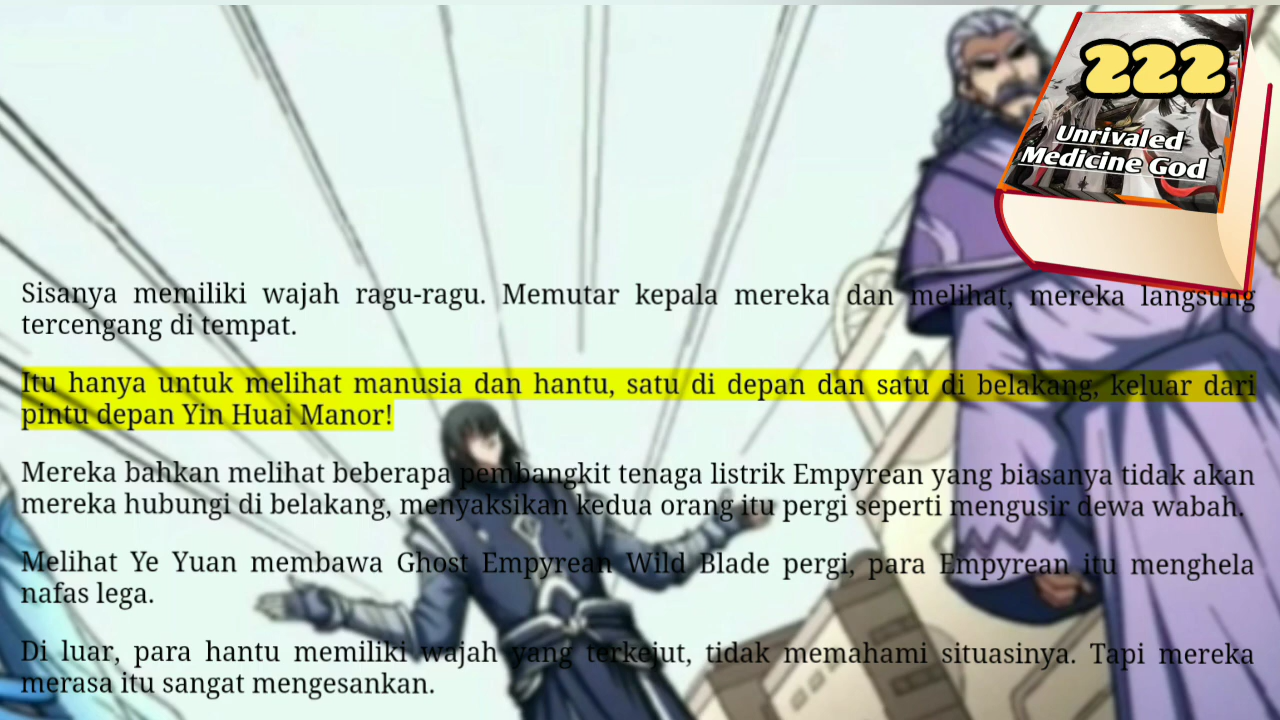 222
Unrivaled
Medicine God
Sisanya memiliki wajah ragu-ragu. Memutar kepala mereka dan melihat, mereka langsung
tercengang di tempat.
Itu hanya untuk melihat manusia dan hantu, satu di depan dan satu di belakang, keluar dari
pintu depan Yin Huai Manor!
Mereka bahkan melihat beberapa pembangkit tenaga listrik Empyrean yang biasanya tidak akan
mereka hubungi di belakang, menyaksikan kedua orang itu pergi seperti mengusir dewa wabah.
Melihat Ye Yuan membawa Ghost Empyrean Wild Blade pergi, para Empyrean itu menghela
nafas lega.
Di luar, para hantu memiliki wajah yang terkejut, tidak memahami situasinya. Tapi mereka
merasa itu sangat mengesankan.